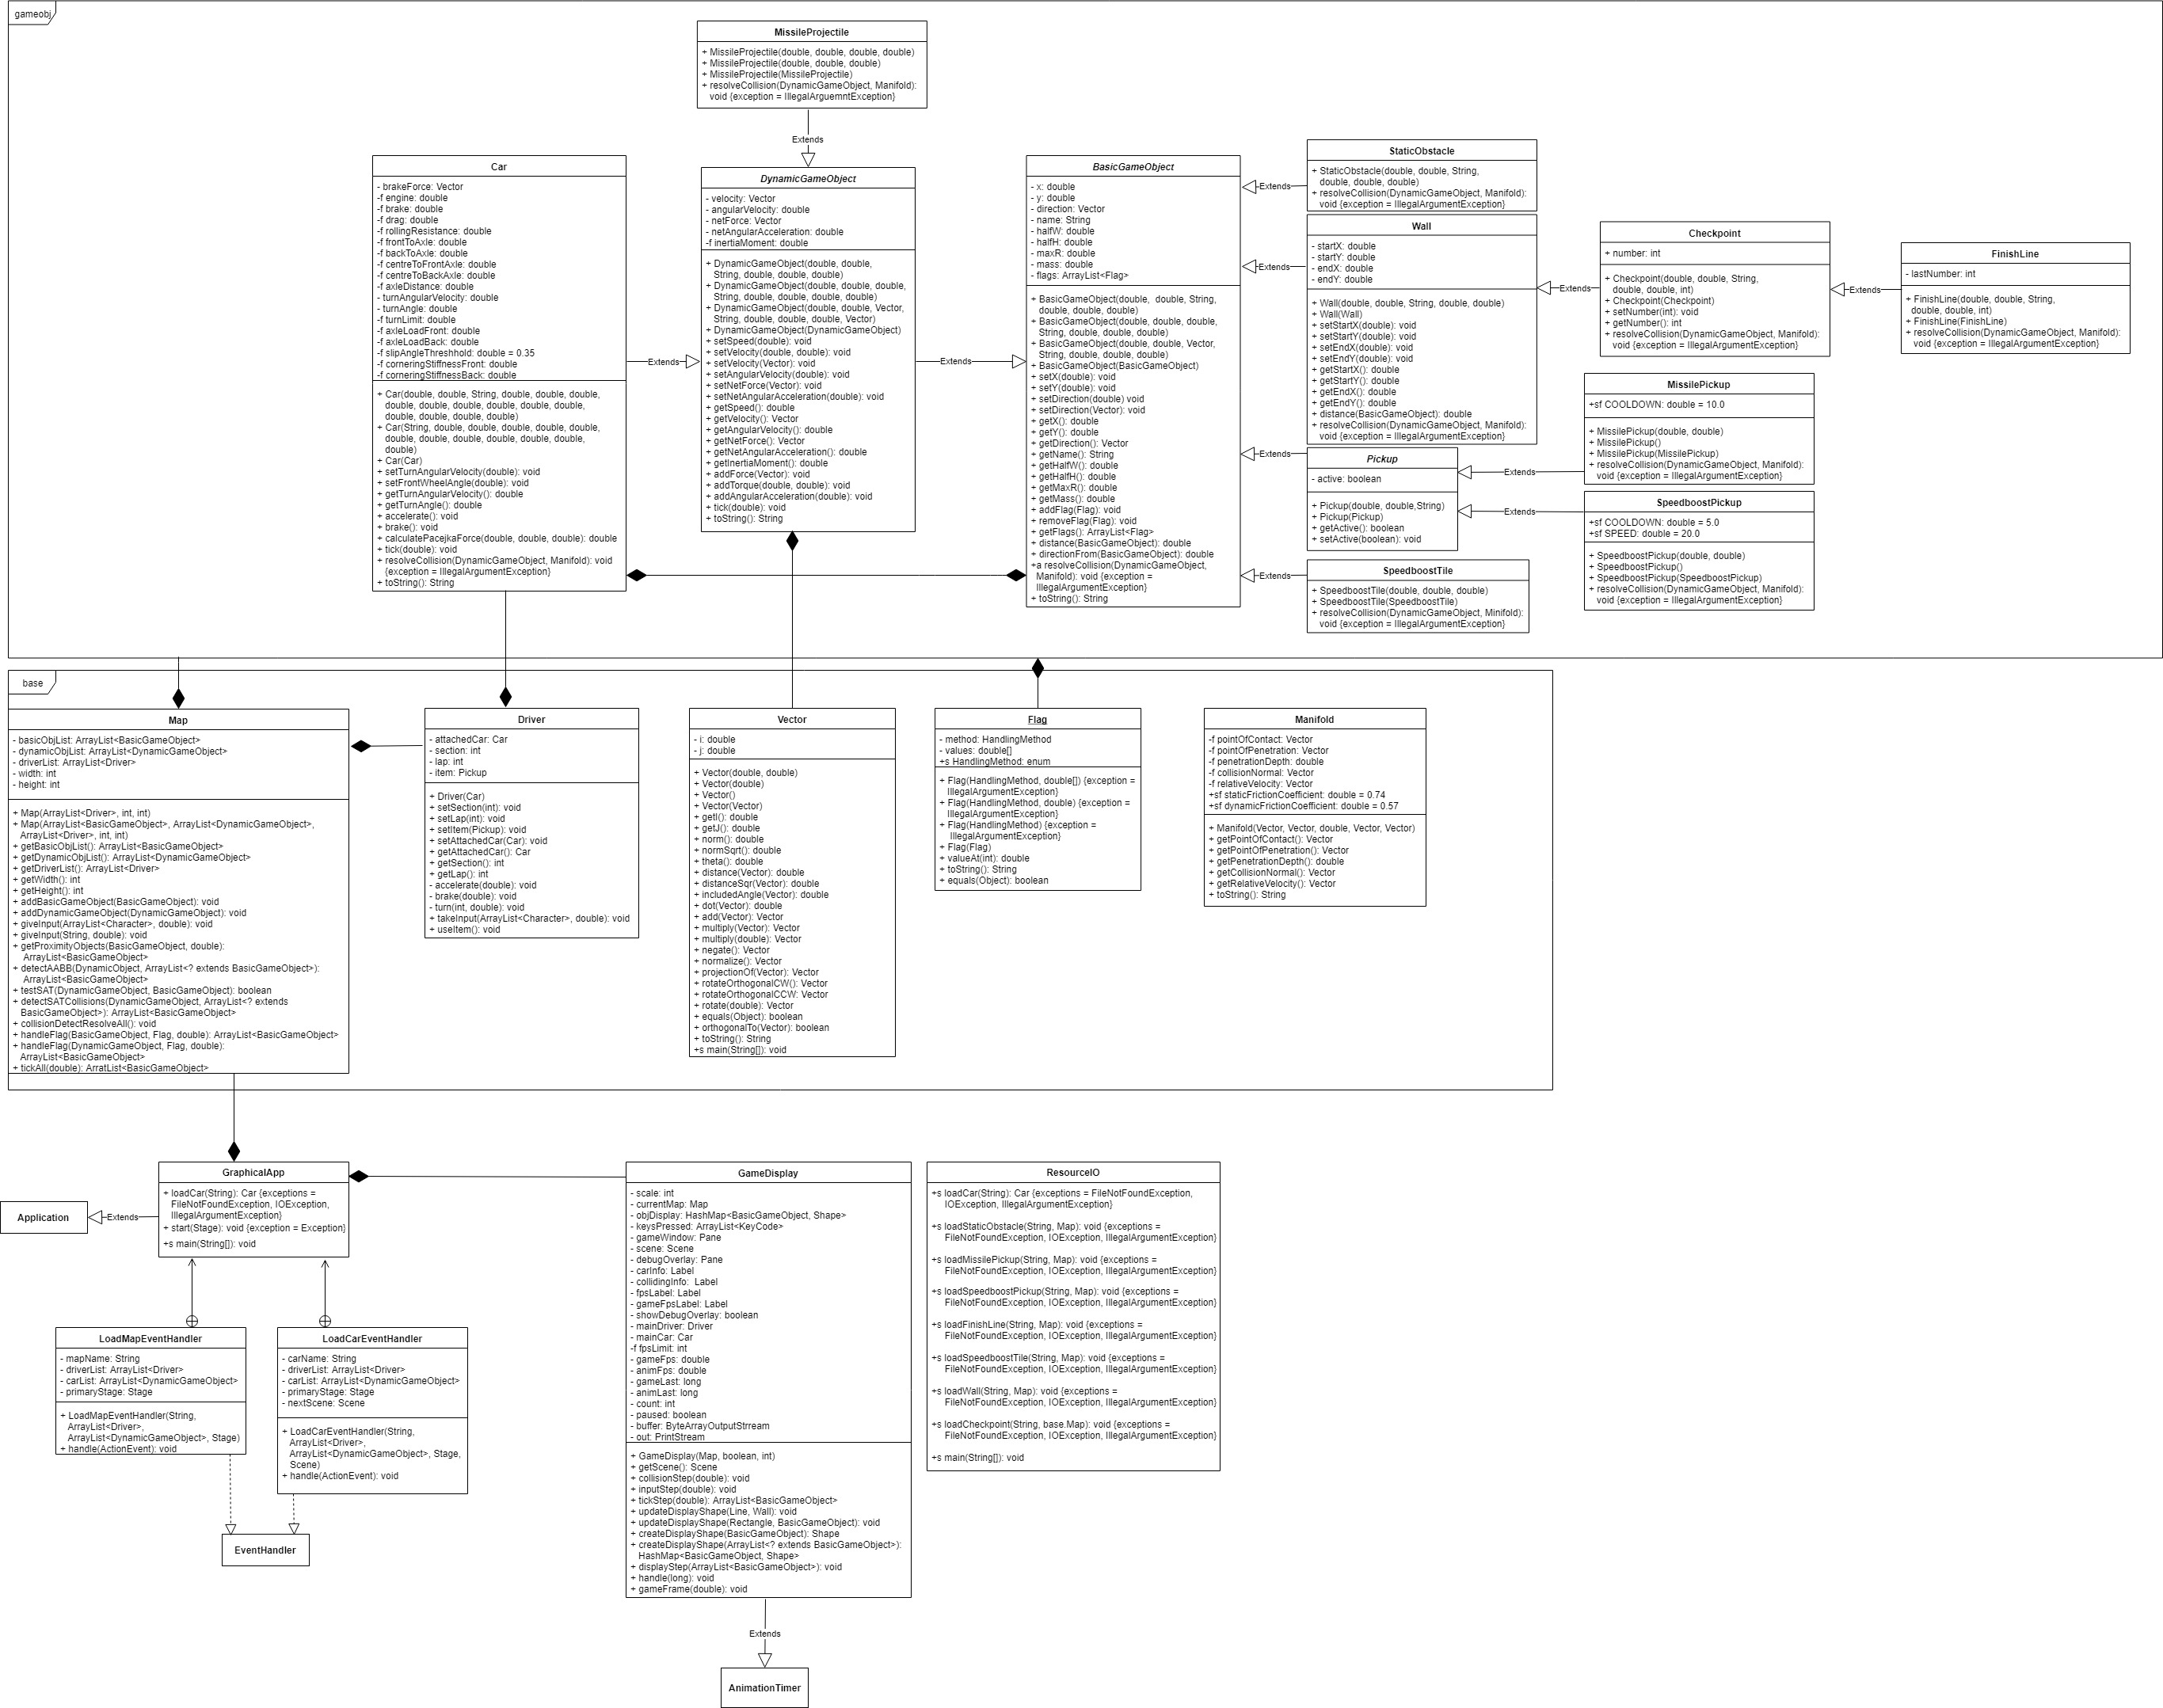 gameobj
MissileProjectile
+ MissileProjectile(double, double, double, double)
+ MissileProjectile(double, double, double)
+ MissileProjectile(MissileProjectile)
+ resolveCollision(DynamicGameObject, Manifold):
void {exception = IllegalArguemntException}
Extends
Car
- brakeForce: Vector
-f engine: double
-f brake: double
-f drag: double
-f rollingResistance: double
-f frontToAxle: double
-f backToAxle: double
-f centreToFrontAxle: double
-f centreToBackAxle: double
-f axleDistance: double
- turnAngularVelocity: double
- turnAngle: double
-f turnLimit: double
-f axleLoadFront: double
-f axleLoadBack: double
-f slipAngleThreshhold: double = 0.35
-f corneringStiffnessFront: double
-f corneringStiffnessBack: double
+ Car(double, double, String, double, double, double,
double, double, double, double, double, double,
double, double, double, double)
+ Car(String, double, double, double, double, double,
double, double, double, double, double, double,
double)
+ Car(Car)
+ setTurnAngularVelocity(double): void
+ setFrontWheelAngle(double): void
+ getTurnAngularVelocity(): double
+ getTurnAngle(): double
+ accelerate(): void
+ brake(): void
+ calculatePacejkaForce(double, double, double): double
+ tick(double): void
+ resolveCollision(DynamicGameObject, Manifold): void
{exception = IllegalArgumentException}
+ toString(): String
Extends
DynamicGameObject
- velocity: Vector
- angularVelocity: double
- netForce: Vector
- netAngularAcceleration: double
-f inertiaMoment: double
+ DynamicGameObject(double, double,
String, double, double, double)
+ DynamicGameObject(double, double, double,
String, double, double, double, double)
+ DynamicGameObject(double, double, Vector,
String, double, double, double, Vector)
+ DynamicGameObject(DynamicGameObject)
+ setSpeed(double): void
+ setVelocity(double, double): void
+ setVelocity(Vector): void
+ setAngularVelocity(double): void
+ setNetForce(Vector): void
+ setNetAngularAcceleration(double): void
+ getSpeed(): double
+ getVelocity(): Vector
+ getAngularVelocity(): double
+ getNetForce(): Vector
+ getNetAngularAcceleration(): double
+ getInertiaMoment(): double
+ addForce(Vector): void
+ addTorque(double, double): void
+ addAngularAcceleration(double): void
+ tick(double): void
+ toString(): String
Extends
BasicGameObject
- x: double
- y: double
- direction: Vector
- name: String
- halfW: double
- halfH: double
- maxR: double
- mass: double
- flags: ArrayList<Flag>
+ BasicGameObject(double, double, String,
double, double, double)
+ BasicGameObject(double, double, double,
String, double, double, double)
+ BasicGameObject(double, double, Vector,
String, double, double, double)
+ BasicGameObject(BasicGameObject)
+ setX(double): void
+ setY(double): void
+ setDirection(double) void
+ setDirection(Vector): void
+ getX(): double
+ getY(): double
+ getDirection(): Vector
+ getName(): String
+ getHalfW(): double
+ getHalfH(): double
+ getMaxR(): double
+ getMass(): double
+ addFlag(Flag): void
+ removeFlag(Flag): void
+ getFlags(): ArrayList<Flag>
+ distance(BasicGameObject): double
+ directionFrom(BasicGameObject): double
+a resolveCollision(DynamicGameObject,
Manifold): void {exception =
IllegalArgumentException}
+ toString(): String
Extends
StaticObstacle
+ StaticObstacle(double, double, String,
double, double, double)
+ resolveCollision(DynamicGameObject, Manifold):
void {exception = IllegalArgumentException}
Extends
Wall
- startX: double
- startY: double
- endX: double
- endY: double
+ Wall(double, double, String, double, double)
+ Wall(Wall)
+ setStartX(double): void
+ setStartY(double): void
+ setEndX(double): void
+ setEndY(double): void
+ getStartX(): double
+ getStartY(): double
+ getEndX(): double
+ getEndY(): double
+ distance(BasicGameObject): double
+ resolveCollision(DynamicGameObject, Manifold):
void {exception = IllegalArgumentException}
Extends
Checkpoint
+ number: int
+ Checkpoint(double, double, String,
double, double, int)
+ Checkpoint(Checkpoint)
+ setNumber(int): void
+ getNumber(): int
+ resolveCollision(DynamicGameObject, Manifold):
void {exception = IllegalArgumentException}
Extends
FinishLine
- lastNumber: int
+ FinishLine(double, double, String,
double, double, int)
+ FinishLine(FinishLine)
+ resolveCollision(DynamicGameObject, Manifold):
void {exception = IllegalArgumentException}
Extends
Pickup
- active: boolean
+ Pickup(double, double,String)
+ Pickup(Pickup)
+ getActive(): boolean
+ setActive(boolean): void
Extends
MissilePickup
+sf COOLDOWN: double = 10.0
+ MissilePickup(double, double)
+ MissilePickup()
+ MissilePickup(MissilePickup)
+ resolveCollision(DynamicGameObject, Manifold):
void {exception = IllegalArgumentException}
Extends
SpeedboostPickup
+sf COOLDOWN: double = 5.0
+sf SPEED: double = 20.0
+ SpeedboostPickup(double, double)
+ SpeedboostPickup()
+ SpeedboostPickup(SpeedboostPickup)
+ resolveCollision(DynamicGameObject, Manifold):
void {exception = IllegalArgumentException}
Extends
SpeedboostTile
+ SpeedboostTile(double, double, double)
+ SpeedboostTile(SpeedboostTile)
+ resolveCollision(DynamicGameObject, Minifold):
void {exception = IllegalArgumentException}
base
Map
- basicObjList: ArrayList<BasicGameObject>
- dynamicObjList: ArrayList<DynamicGameObject>
- driverList: ArrayList<Driver>
- width: int
- height: int
+ Map(ArrayList<Driver>, int, int)
+ Map(ArrayList<BasicGameObject>, ArrayList<DynamicGameObject>,
ArrayList<Driver>, int, int)
+ getBasicObjList(): ArrayList<BasicGameObject>
+ getDynamicObjList(): ArrayList<DynamicGameObject>
+ getDriverList(): ArrayList<Driver>
+ getWidth(): int
+ getHeight(): int
+ addBasicGameObject(BasicGameObject): void
+ addDynamicGameObject(DynamicGameObject): void
+ giveInput(ArrayList<Character>, double): void
+ giveInput(String, double): void
+ getProximityObjects(BasicGameObject, double):
ArrayList<BasicGameObject>
+ detectAABB(DynamicObject, ArrayList<? extends BasicGameObject>):
ArrayList<BasicGameObject>
+ testSAT(DynamicGameObject, BasicGameObject): boolean
+ detectSATCollisions(DynamicGameObject, ArrayList<? extends
BasicGameObject>): ArrayList<BasicGameObject>
+ collisionDetectResolveAll(): void
+ handleFlag(BasicGameObject, Flag, double): ArrayList<BasicGameObject>
+ handleFlag(DynamicGameObject, Flag, double):
ArrayList<BasicGameObject>
+ tickAll(double): ArratList<BasicGameObject>
Driver
- attachedCar: Car
- section: int
- lap: int
- item: Pickup
+ Driver(Car)
+ setSection(int): void
+ setLap(int): void
+ setItem(Pickup): void
+ setAttachedCar(Car): void
+ getAttachedCar(): Car
+ getSection(): int
+ getLap(): int
- accelerate(double): void
- brake(double): void
- turn(int, double): void
+ takeInput(ArrayList<Character>, double): void
+ useItem(): void
Vector
- i: double
- j: double
+ Vector(double, double)
+ Vector(double)
+ Vector()
+ Vector(Vector)
+ getI(): double
+ getJ(): double
+ norm(): double
+ normSqrt(): double
+ theta(): double
+ distance(Vector): double
+ distanceSqr(Vector): double
+ includedAngle(Vector): double
+ dot(Vector): double
+ add(Vector): Vector
+ multiply(Vector): Vector
+ multiply(double): Vector
+ negate(): Vector
+ normalize(): Vector
+ projectionOf(Vector): Vector
+ rotateOrthogonalCW(): Vector
+ rotateOrthogonalCCW: Vector
+ rotate(double): Vector
+ equals(Object): boolean
+ orthogonalTo(Vector): boolean
+ toString(): String
+s main(String[]): void
Flag
- method: HandlingMethod
- values: double[]
+s HandlingMethod: enum
+ Flag(HandlingMethod, double[]) {exception =
IllegalArgumentException}
+ Flag(HandlingMethod, double) {exception =
IllegalArgumentException}
+ Flag(HandlingMethod) {exception =
IllegalArgumentException}
+ Flag(Flag)
+ valueAt(int): double
+ toString(): String
+ equals(Object): boolean
Manifold
-f pointOfContact: Vector
-f pointOfPenetration: Vector
-f penetrationDepth: double
-f collisionNormal: Vector
-f relativeVelocity: Vector
+sf staticFrictionCoefficient: double = 0.74
+sf dynamicFrictionCoefficient: double = 0.57
+ Manifold(Vector, Vector, double, Vector, Vector)
+ getPointOfContact(): Vector
+ getPointOfPenetration(): Vector
+ getPenetrationDepth(): double
+ getCollisionNormal(): Vector
+ getRelativeVelocity(): Vector
+ toString(): String
Application
Extends
GraphicalApp
+ loadCar(String): Car {exceptions =
FileNotFoundException, IOException,
IllegalArgumentException}
+ start(Stage): void {exception = Exception}
+s main(String[]): void
LoadMapEventHandler
- mapName: String
- driverList: ArrayList<Driver>
- carList: ArrayList<DynamicGameObject>
- primaryStage: Stage
+ LoadMapEventHandler(String,
ArrayList<Driver>,
ArrayList<DynamicGameObject>, Stage)
+ handle(ActionEvent): void
LoadCarEventHandler
- carName: String
- driverList: ArrayList<Driver>
- carList: ArrayList<DynamicGameObject>
- primaryStage: Stage
- nextScene: Scene
+ LoadCarEventHandler(String,
ArrayList<Driver>,
ArrayList<DynamicGameObject>, Stage,
Scene)
+ handle(ActionEvent): void
EventHandler
GameDisplay
- scale: int
- currentMap: Map
- objDisplay: HashMap<BasicGameObject, Shape>
- keysPressed: ArrayList<KeyCode>
- gameWindow: Pane
- scene: Scene
- debugOverlay: Pane
- carInfo: Label
- collidingInfo: Label
- fpsLabel: Label
- gameFpsLabel: Label
- showDebugOverlay: boolean
- mainDriver: Driver
- mainCar: Car
-f fpsLimit: int
- gameFps: double
- animFps: double
- gameLast: long
- animLast: long
- count: int
- paused: boolean
- buffer: ByteArrayOutputStrream
- out: PrintStream
+ GameDisplay(Map, boolean, int)
+ getScene(): Scene
+ collisionStep(double): void
+ inputStep(double): void
+ tickStep(double): ArrayList<BasicGameObject>
+ updateDisplayShape(Line, Wall): void
+ updateDisplayShape(Rectangle, BasicGameObject): void
+ createDisplayShape(BasicGameObject): Shape
+ createDisplayShape(ArrayList<? extends BasicGameObject>):
HashMap<BasicGameObject, Shape>
+ displayStep(ArrayList<BasicGameObject>): void
+ handle(long): void
+ gameFrame(double): void
Extends
AnimationTimer
ResourceIO
+s loadCar(String): Car {exceptions = FileNotFoundException,
IOException, IllegalArgumentException}
+s loadStaticObstacle(String, Map): void {exceptions =
FileNotFoundException, IOException, IllegalArgumentException}
+s loadMissilePickup(String, Map): void {exceptions =
FileNotFoundException, IOException, IllegalArgumentException}
+s loadSpeedboostPickup(String, Map): void {exceptions =
FileNotFoundException, IOException, IllegalArgumentException}
+s loadFinishLine(String, Map): void {exceptions =
FileNotFoundException, IOException, IllegalArgumentException}
+s loadSpeedboostTile(String, Map): void {exceptions =
FileNotFoundException, IOException, IllegalArgumentException}
+s loadWall(String, Map): void {exceptions =
FileNotFoundException, IOException, IllegalArgumentException}
+s loadCheckpoint(String, base.Map): void {exceptions =
FileNotFoundException, IOException, IllegalArgumentException}
+s main(String[]): void